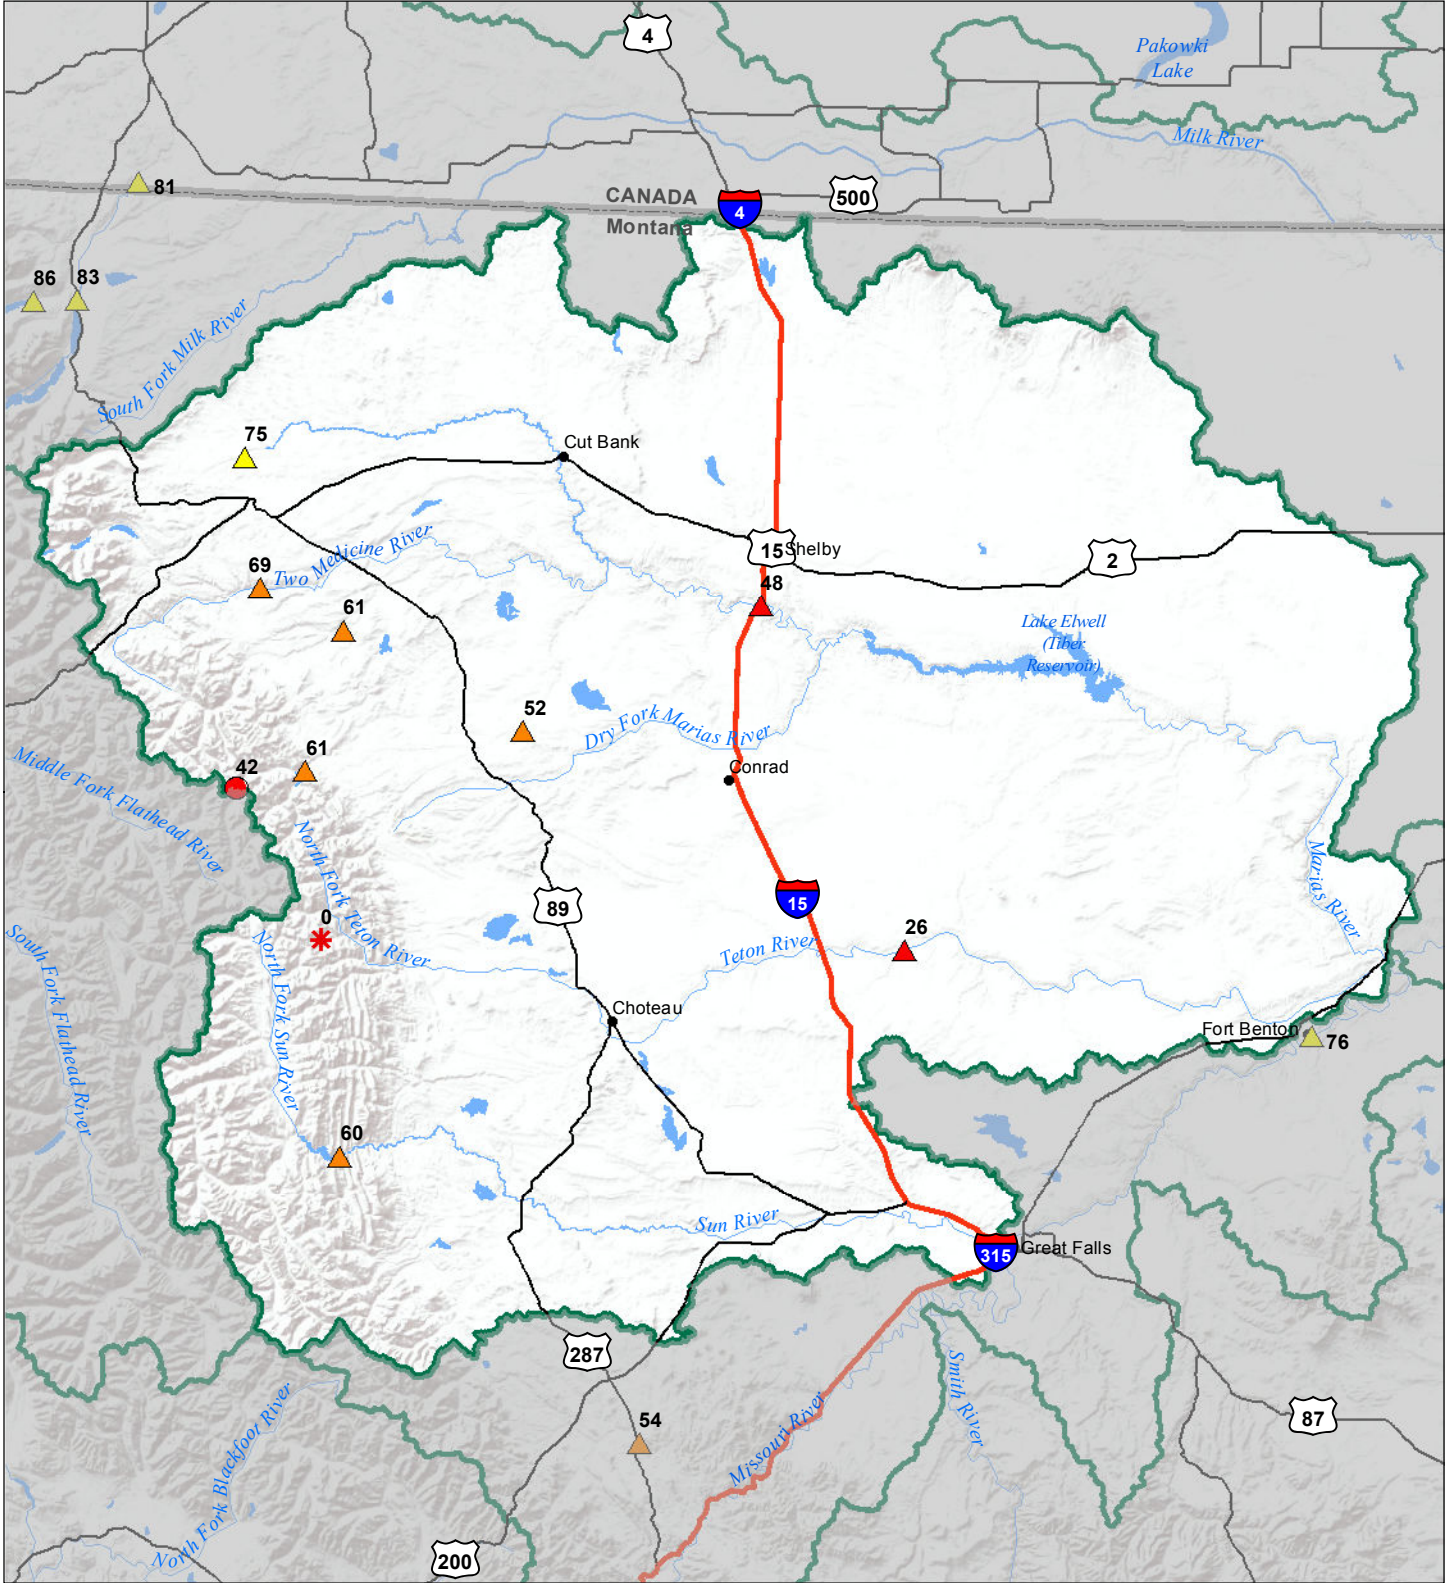 4
Pakowki
Lake
Milk River
81
CANADA
Montana
4
500
86
83
South Fork Milk River
75
Cut Bank
15
Shelby
2
69
Two Medicine River
61
48
Lake Elwell
(Tiber
Reservoir)
52
Dry Fork Marias River
61
42
Conrad
Middle Fork Flathead River
North Fork Teton River
Marias River
89
15
0
26
South Fork Flathead River
North Fork Sun River
Teton River
Choteau
Fort Benton
76
60
Sun River
315
Great Falls
287
Smith River
54
Missouri River
87
North Fork Blackfoot River
200